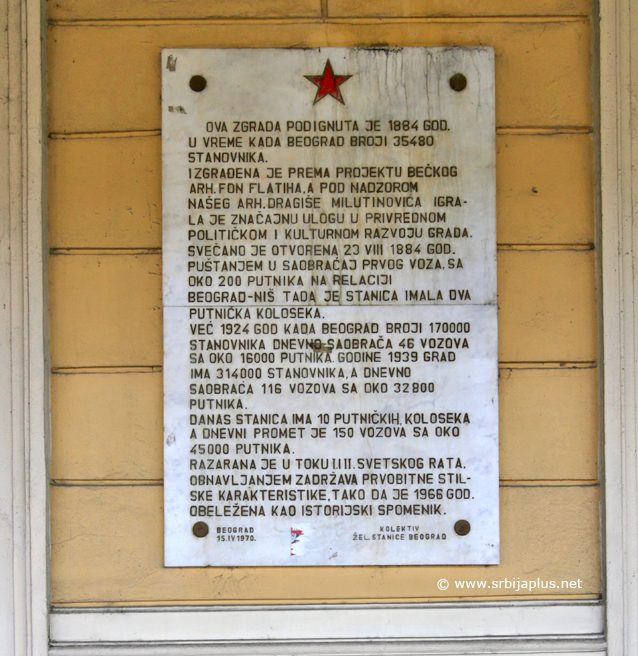 OVA ZGRADA PODIGNUTA JE 1884 GOD.
U VREME KADA BEOGRAD BROJI 35480
STANOVNIKA.
IZGRAĐENA JE PREMA PROJEKTU BEČKOG
ARH. FON FLATIHA, A POD NADZOROM
NAŠEG ARH. DRAGIŠE MILUTINOVIĆA IGRA-
LA JE ZNAČAJNU ULOGU U PRIVREDNOM
POLITIČKOM I KULTURNOM RAZVOJU GRADA.
SVEČANO JE OTVORENA 23 VIII 1884 GOD.
PUŠTANJEM U SAOBRAĆAJ PRVOG VOZA, SA
OKO 200 PUTNIKA NA RELACIJI
BEOGRAD-NIŠ TADA JE STANICA IMALA DVA
PUTNIČKA KOLOSEKA.
VEĆ 1924 GOD KADA BEOGRAD BROJI 170000
STANOVNIKA DNEVNO SAOBRAĆA 46 VOZOVA
SA OKO 16000 PUTNIKA. GODINE 1939 GRAD
IMA 314000 STANOVNIKA, A DNEVNO
SAOBRAĆA 116 VOZOVA SA OKO 32800
PUTNIKA.
DANAS STANICA IMA 10 PUTNIČKIH, KOLOSEKA
A DNEVNI PROMET JE 150 VOZOVA SA OKO
45000 PUTNIKA.
RAZARANA JE U TOKU I.I II. SVETSKOG RATA.
OBNAVLJANJEM ZADRŽAVA PRVOBITNE STIL-
SKE KARAKTERISTIKE, TAKO DA JE 1966 GOD.
OBELEŽENA KAO ISTORIJSKI SPOMENIK.
BEOGRAD
15.IV 1970.
KOLEKTIV
ŽEL. STANICE BEOGRAD
© www.srbijaplus.net